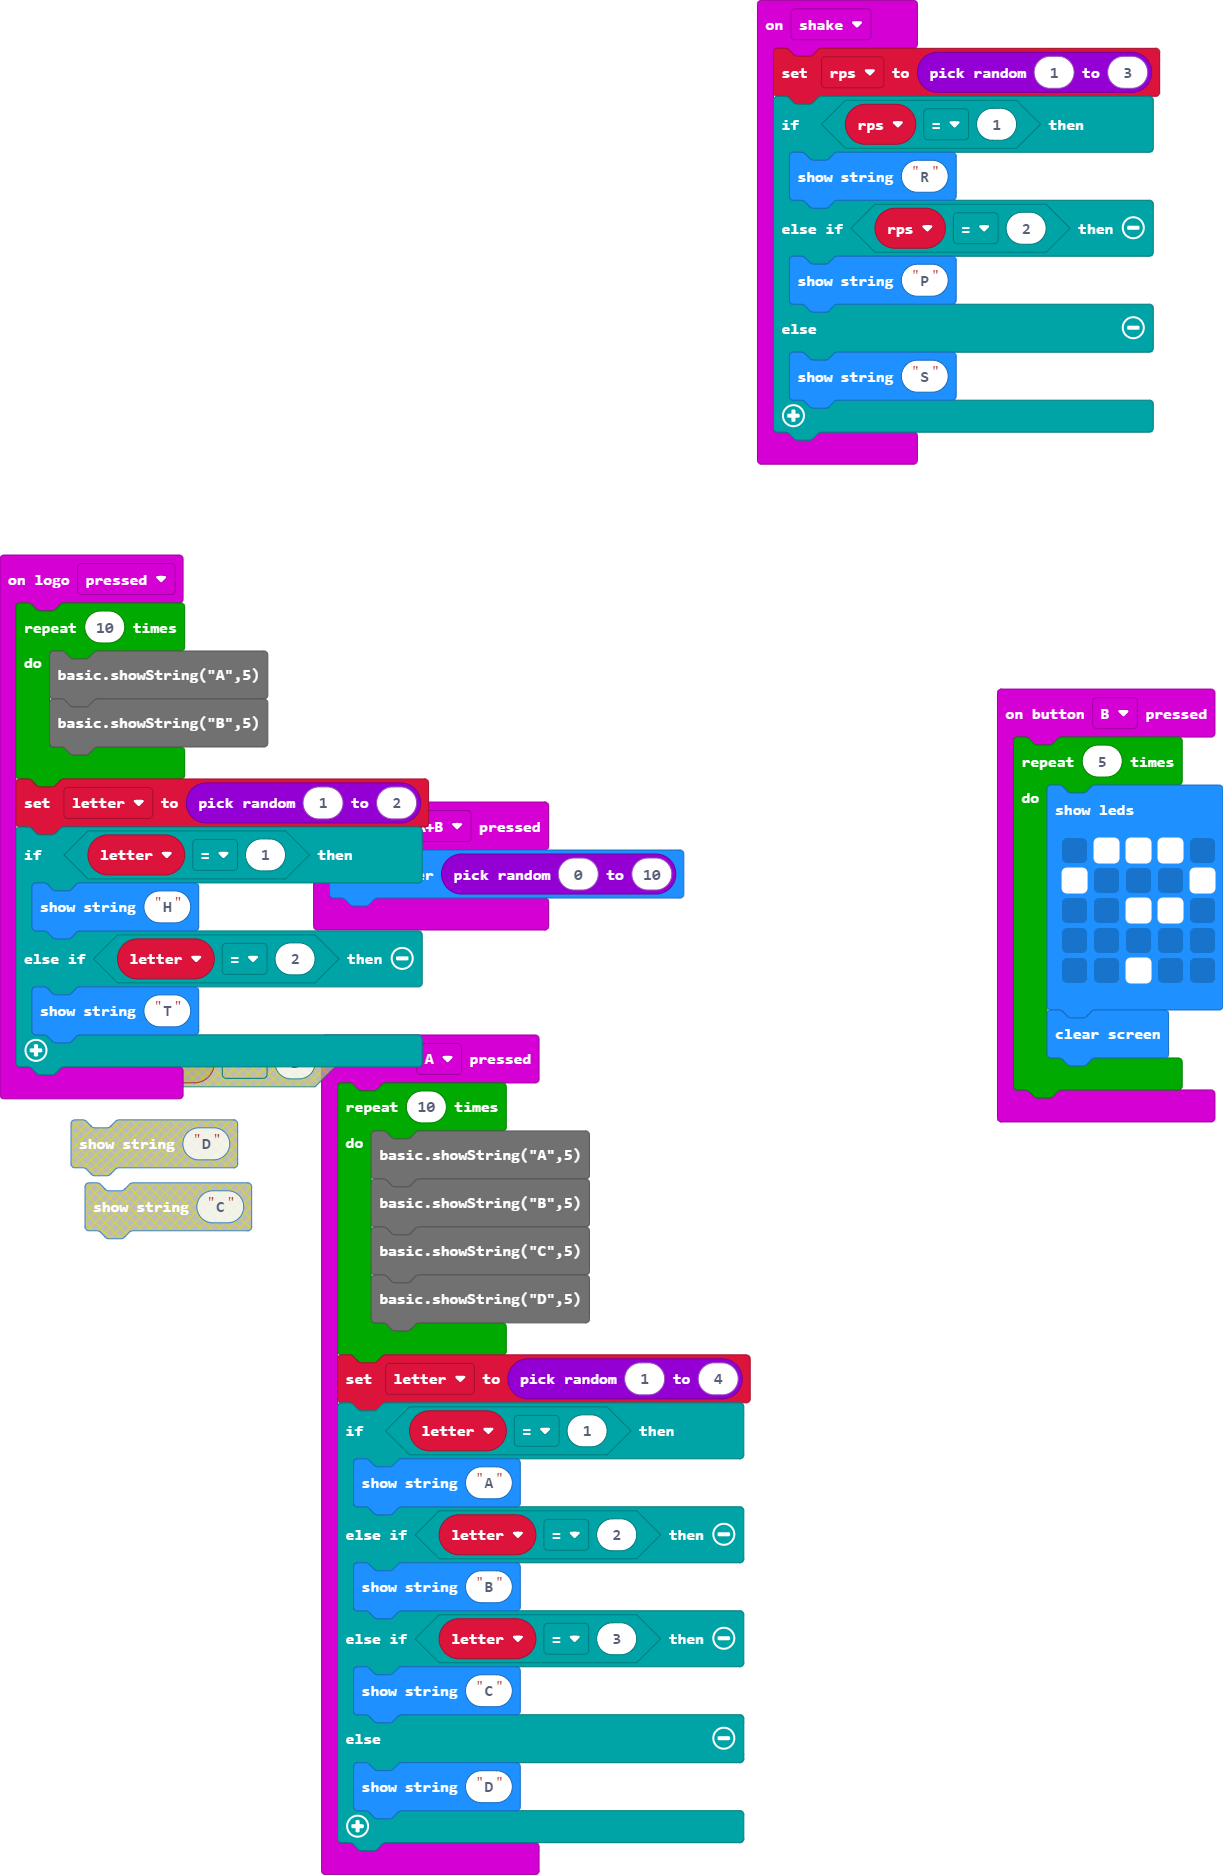 on shake
set rps to pick random 1 to 3
if rps = 1 then
show string "R"
else if rps = 2 then
show string "P"
else
show string "S"
on logo pressed
repeat 10 times
do
basic.showString("A",5)
basic.showString("B",5)
set letter to pick random 1 to 2
if letter = 1 then
show string "H"
else if letter = 2 then
show string "T"
A+B pressed
pick random 0 to 10
on button B pressed
repeat 5 times
do
show leds
clear screen
show string "D"
show string "C"
A pressed
repeat 10 times
do
basic.showString("A",5)
basic.showString("B",5)
basic.showString("C",5)
basic.showString("D",5)
set letter to pick random 1 to 4
if letter = 1 then
show string "A"
else if letter = 2 then
show string "B"
else if letter = 3 then
show string "C"
else
show string "D"